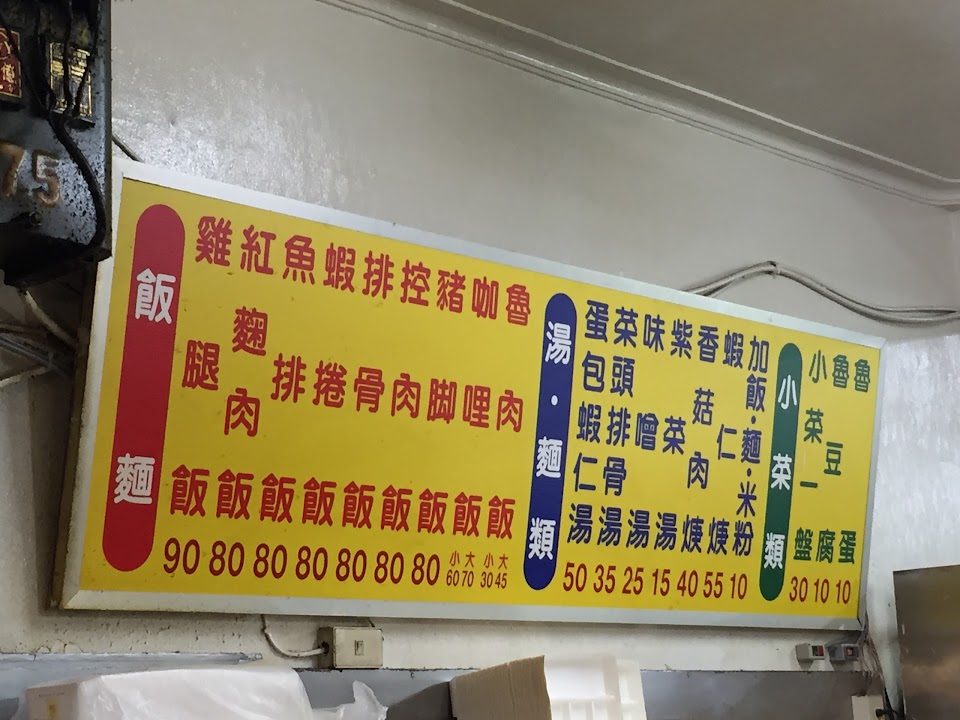 75
飯 麵
雞腿飯 90
紅麴肉飯 80
魚排飯 80
蝦捲飯 80
排骨飯 80
控肉飯 80
豬脚飯 80
咖哩飯 小60 大70
魯肉飯 小30 大45
湯・麵類
蛋包蝦仁湯 50
菜頭排骨湯 35
味噌湯 25
紫菜湯 15
香菇肉焿 40
蝦仁焿 55
加飯・麵・米粉 10
小菜類
小菜一盤 30
魯豆腐 10
魯蛋 10